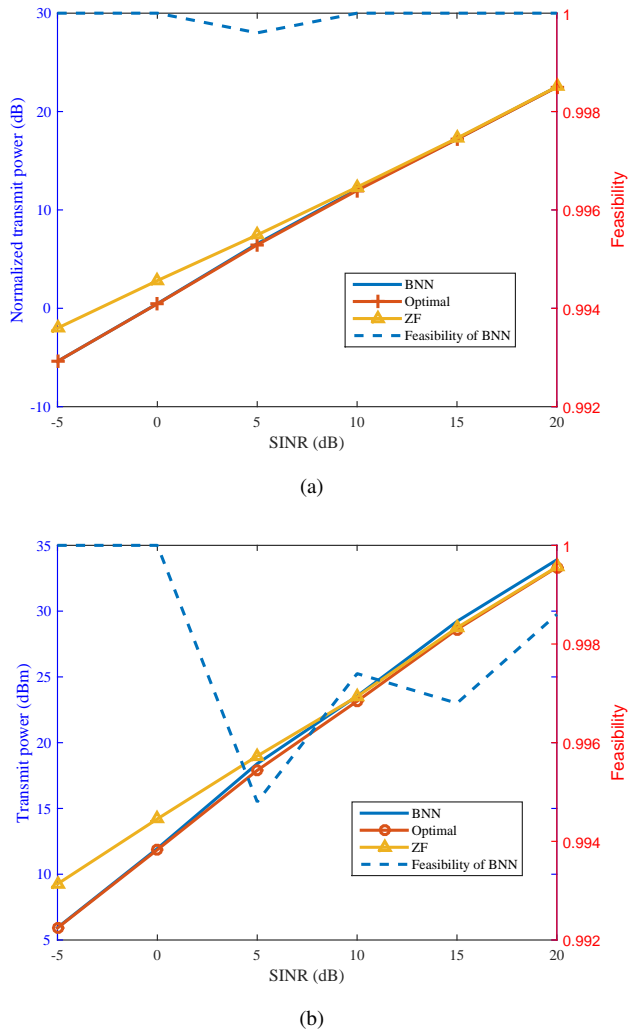 30
20
10
0
-10
Normalized transmit power (dB)
1
0.998
0.996
0.994
0.992
Feasibility
BNN
Optimal
ZF
Feasibility of BNN
-5
0
5
10
15
20
SINR (dB)
(a)
35
30
25
20
15
10
5
Transmit power (dBm)
1
0.998
0.996
0.994
0.992
Feasibility
BNN
Optimal
ZF
Feasibility of BNN
-5
0
5
10
15
20
SINR (dB)
(b)